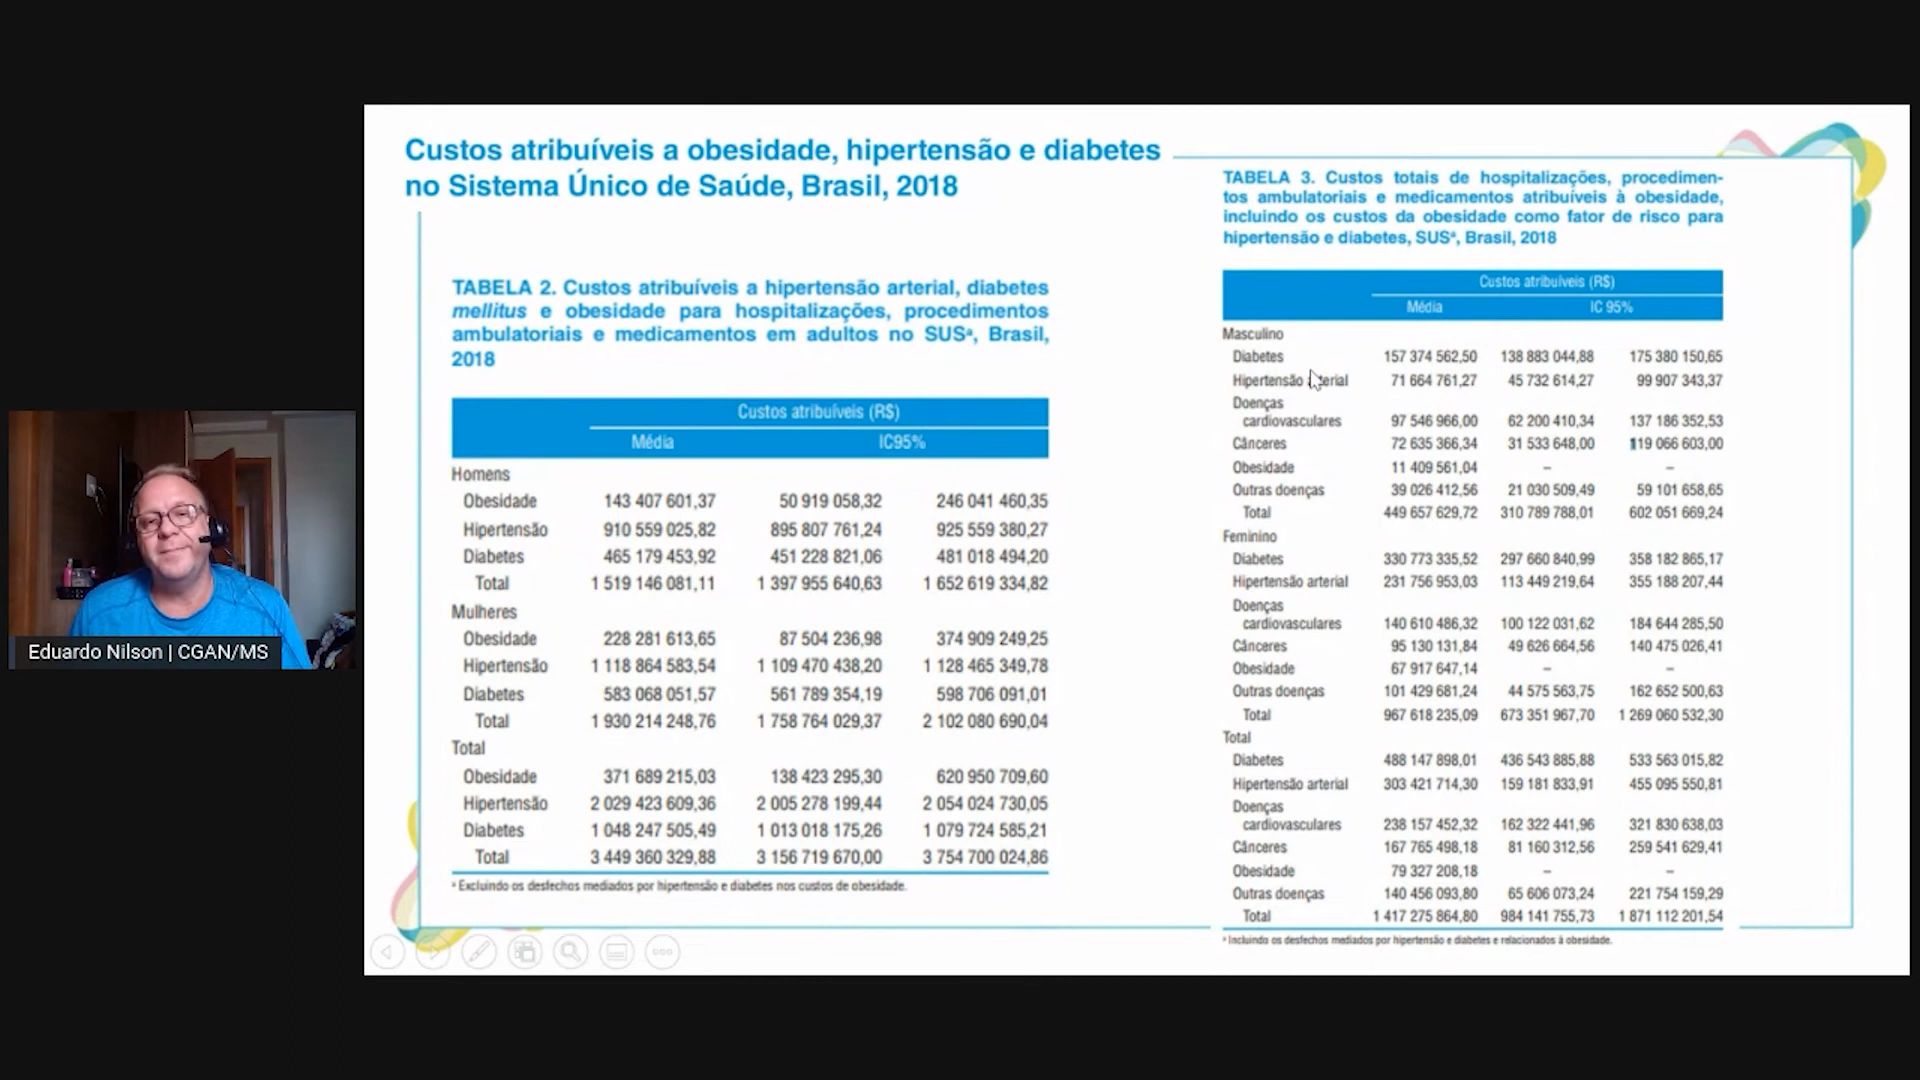 Custos atribuíveis a obesidade, hipertensão e diabetes
no Sistema Único de Saúde, Brasil, 2018
TABELA 2. Custos atribuíveis a hipertensão arterial, diabetes
mellitus e obesidade para hospitalizações, procedimentos
ambulatoriais e medicamentos em adultos no SUSª, Brasil,
2018
Custos atribuíveis (R$)
Média IC95%
Homens
Obesidade 143 407 601,37 50 919 058,32 246 041 460,35
Hipertensão 910 559 025,82 895 807 761,24 925 559 380,27
Diabetes 465 179 453,92 451 228 821,06 481 018 494,20
Total 1 519 146 081,11 1 397 955 640,63 1 652 619 334,82
Mulheres
Obesidade 228 281 613,65 87 504 236,98 374 909 249,25
Hipertensão 1 118 864 583,54 1 109 470 438,20 1 128 465 349,78
Diabetes 583 068 051,57 561 789 354,19 598 706 091,01
Total 1 930 214 248,76 1 758 764 029,37 2 102 080 690,04
Total
Obesidade 371 689 215,03 138 423 295,30 620 950 709,60
Hipertensão 2 029 423 609,36 2 005 278 199,44 2 054 024 730,05
Diabetes 1 048 247 505,49 1 013 018 175,26 1 079 724 585,21
Total 3 449 360 329,88 3 156 719 670,00 3 754 700 024,86
ª Excluindo os desfechos mediados por hipertensão e diabetes nos custos de obesidade.
TABELA 3. Custos totais de hospitalizações, procedimen-
tos ambulatoriais e medicamentos atribuíveis à obesidade,
incluindo os custos da obesidade como fator de risco para
hipertensão e diabetes, SUSª, Brasil, 2018
Custos atribuíveis (R$)
Média IC 95%
Masculino
Diabetes 157 374 562,50 138 883 044,88 175 380 150,65
Hipertensão arterial 71 664 761,27 45 732 614,27 99 907 343,37
Doenças
cardiovasculares 97 546 966,00 62 200 410,34 137 186 352,53
Cânceres 72 635 366,34 31 533 648,00 119 066 603,00
Obesidade 11 409 561,04 – –
Outras doenças 39 026 412,56 21 030 509,49 59 101 658,65
Total 449 657 629,72 310 789 788,01 602 051 669,24
Feminino
Diabetes 330 773 335,52 297 660 840,99 358 182 865,17
Hipertensão arterial 231 756 953,03 113 449 219,64 355 188 207,44
Doenças
cardiovasculares 140 610 486,32 100 122 031,62 184 644 285,50
Cânceres 95 130 131,84 49 626 664,56 140 475 026,41
Obesidade 67 917 647,14 – –
Outras doenças 101 429 681,24 44 575 563,75 162 652 500,63
Total 967 618 235,09 673 351 967,70 1 269 060 532,30
Total
Diabetes 488 147 898,01 436 543 885,88 533 563 015,82
Hipertensão arterial 303 421 714,30 159 181 833,91 455 095 550,81
Doenças
cardiovasculares 238 157 452,32 162 322 441,96 321 830 638,03
Cânceres 167 765 498,18 81 160 312,56 259 541 629,41
Obesidade 79 327 208,18 – –
Outras doenças 140 456 093,80 65 606 073,24 221 754 159,29
Total 1 417 275 864,80 984 141 755,73 1 871 112 201,54
ª Incluindo os desfechos mediados por hipertensão e diabetes e relacionados à obesidade.
Eduardo Nilson | CGAN/MS